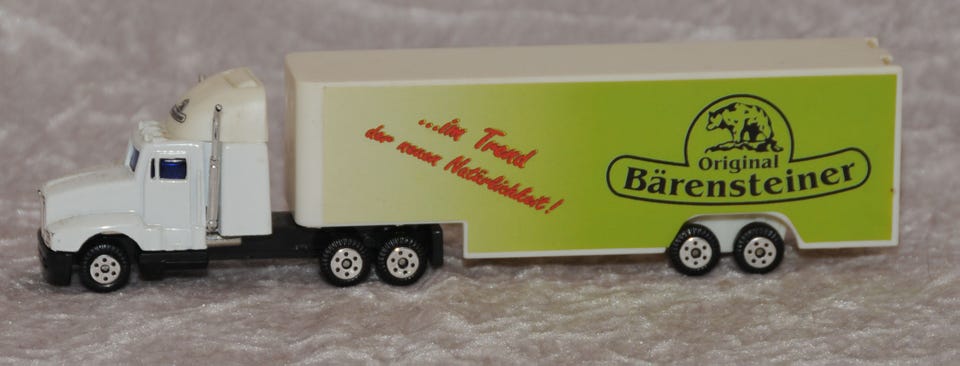 ...im Trend
der neuen Natürlichkeit!
Original
Bärensteiner